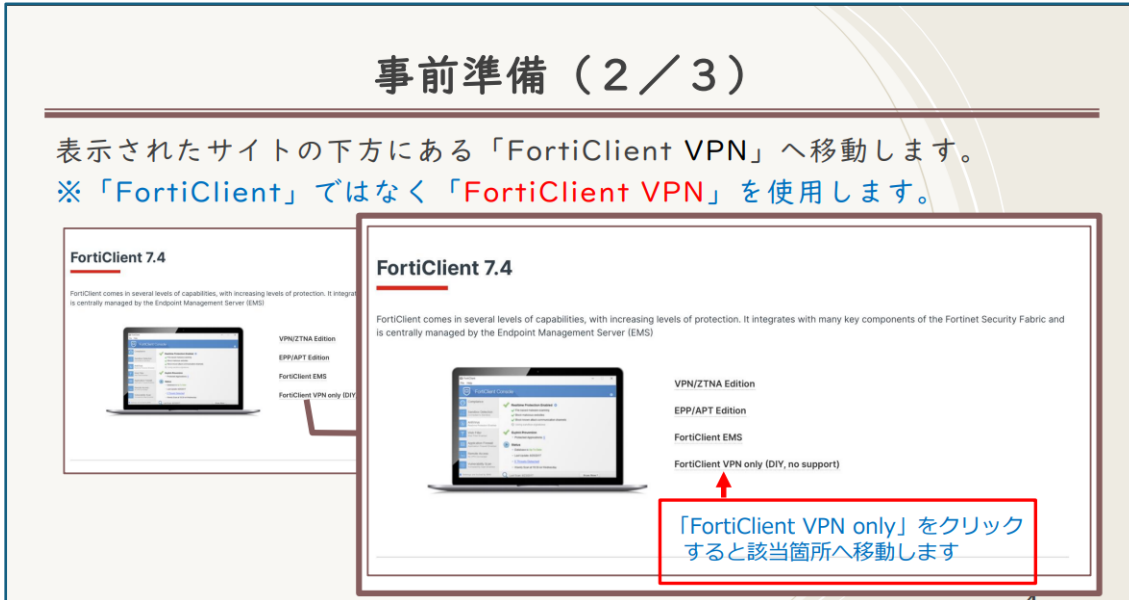 事前準備（２／３）
表示されたサイトの下方にある「FortiClient VPN」へ移動します。
※「FortiClient」ではなく「FortiClient VPN」を使用します。
FortiClient 7.4
FortiClient comes in several levels of capabilities, with increasing levels of protection. It integrat
is centrally managed by the Endpoint Management Server (EMS)
VPN/ZTNA Edition
EPP/APT Edition
FortiClient EMS
FortiClient VPN only (DIY
FortiClient 7.4
FortiClient comes in several levels of capabilities, with increasing levels of protection. It integrates with many key components of the Fortinet Security Fabric and
is centrally managed by the Endpoint Management Server (EMS)
FortiClient Console
VPN/ZTNA Edition
EPP/APT Edition
FortiClient EMS
FortiClient VPN only (DIY, no support)
「FortiClient VPN only」をクリック
すると該当箇所へ移動します